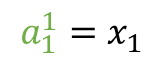 $a_1^1 = x_1$